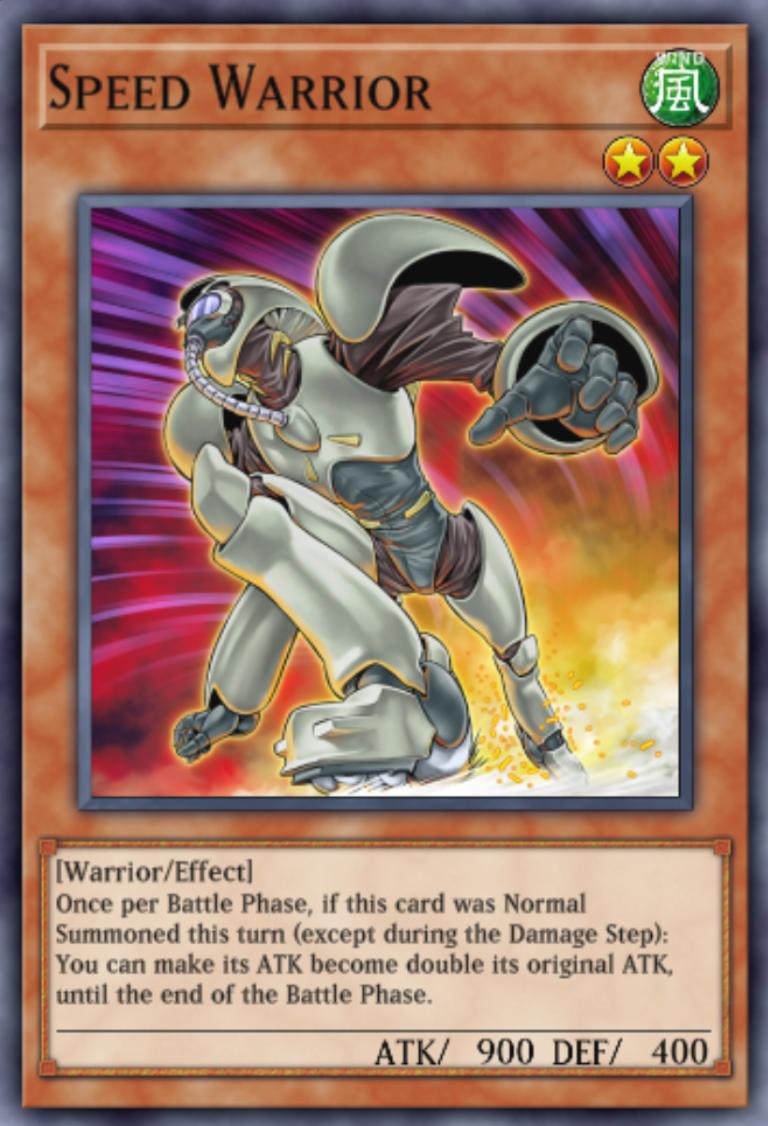 SPEED WARRIOR
WIND
風
[Warrior/Effect]
Once per Battle Phase, if this card was Normal
Summoned this turn (except during the Damage Step):
You can make its ATK become double its original ATK,
until the end of the Battle Phase.
ATK/ 900 DEF/ 400